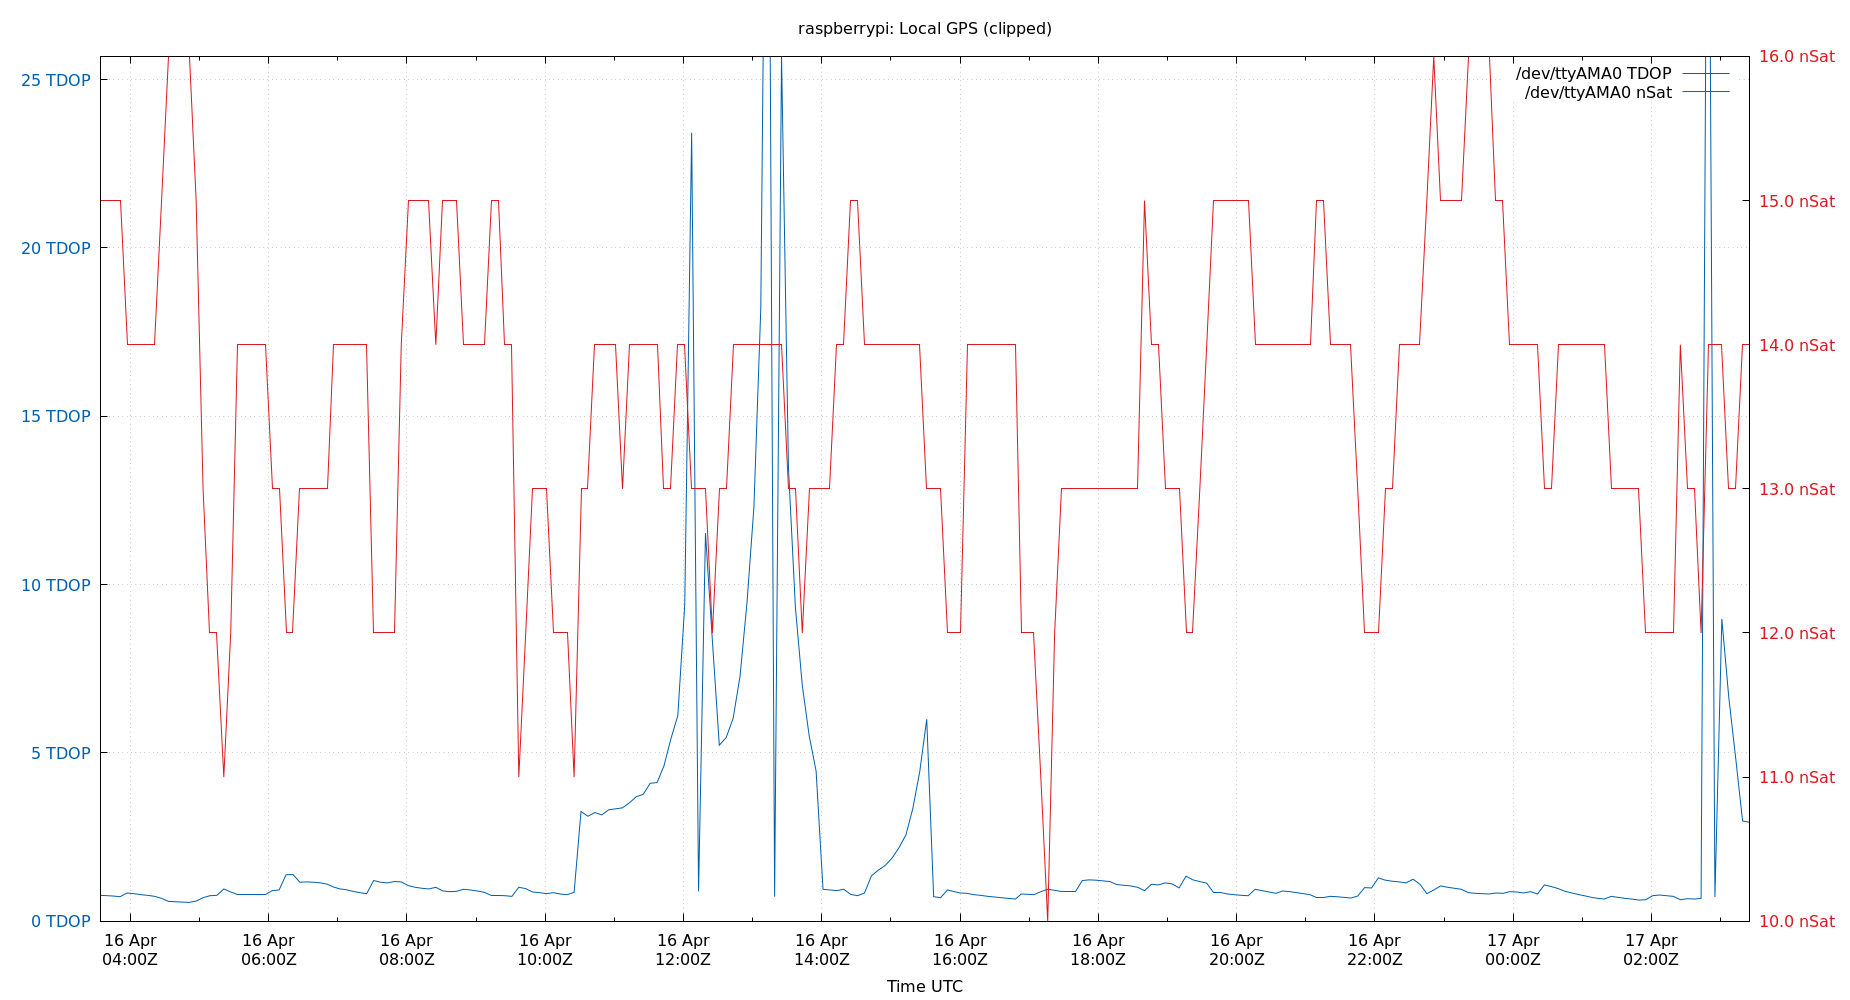 raspberrypi: Local GPS (clipped)
/dev/ttyAMA0 TDOP
/dev/ttyAMA0 nSat
25 TDOP
20 TDOP
15 TDOP
10 TDOP
5 TDOP
0 TDOP
16.0 nSat
15.0 nSat
14.0 nSat
13.0 nSat
12.0 nSat
11.0 nSat
10.0 nSat
16 Apr
04:00Z
16 Apr
06:00Z
16 Apr
08:00Z
16 Apr
10:00Z
16 Apr
12:00Z
16 Apr
14:00Z
16 Apr
16:00Z
16 Apr
18:00Z
16 Apr
20:00Z
16 Apr
22:00Z
17 Apr
00:00Z
17 Apr
02:00Z
Time UTC